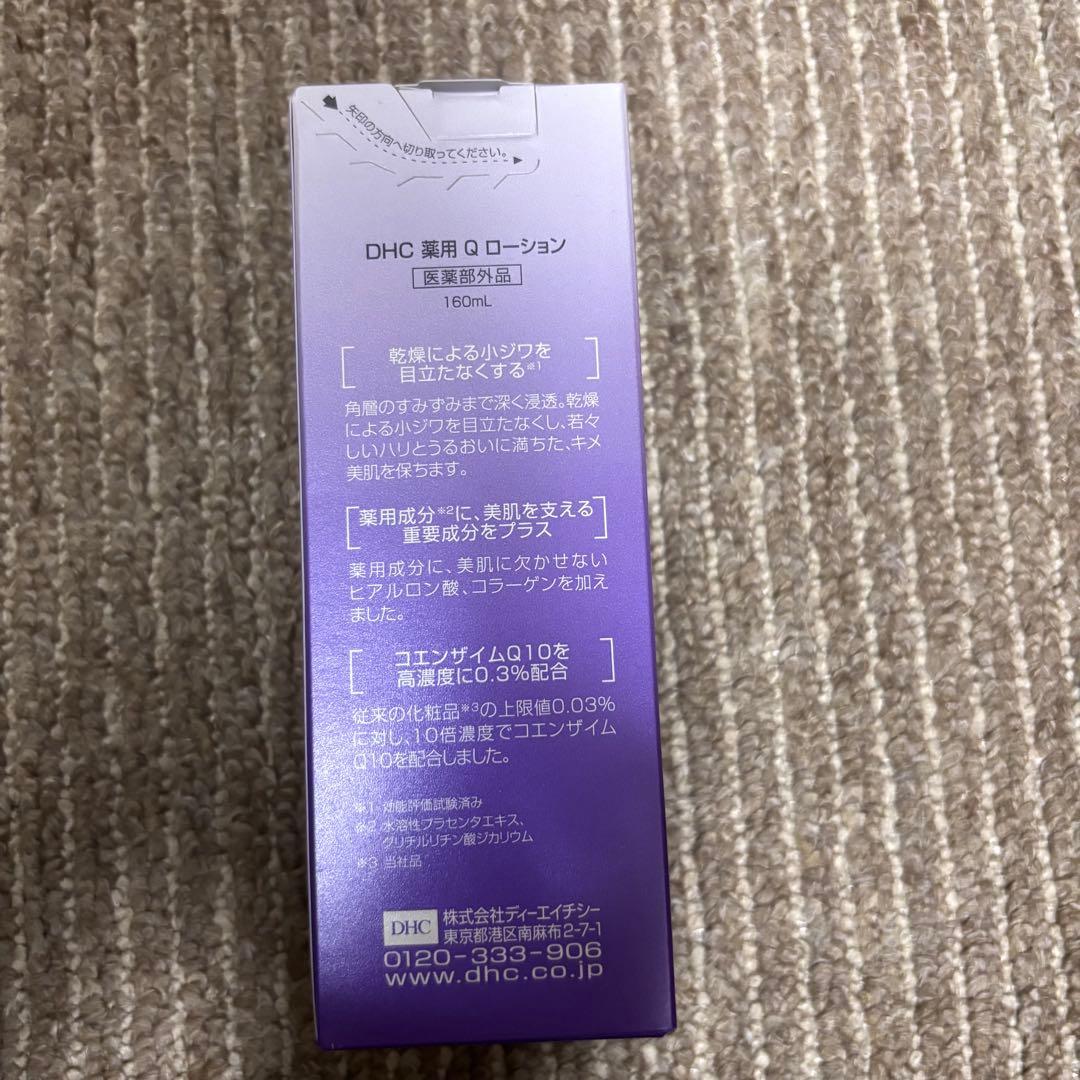 矢印の方向へ切り取ってください。
DHC 薬用 Q ローション
医薬部外品
160mL
乾燥による小ジワを
目立たなくする※1
角層のすみずみまで深く浸透。乾燥
による小ジワを目立たなくし、若々
しいハリとうるおいに満ちた、キメ
美肌を保ちます。
薬用成分※2に、美肌を支える
重要成分をプラス
薬用成分に、美肌に欠かせない
ヒアルロン酸、コラーゲンを加え
ました。
コエンザイムQ10を
高濃度に0.3%配合
従来の化粧品※3の上限値0.03%
に対し、10倍濃度でコエンザイム
Q10を配合しました。
※1 効能評価試験済み
※2 水溶性プラセンタエキス、
グリチルリチン酸ジカリウム
※3 当社品
DHC 株式会社ディーエイチシー
東京都港区南麻布2-7-1
0120-333-906
www.dhc.co.jp